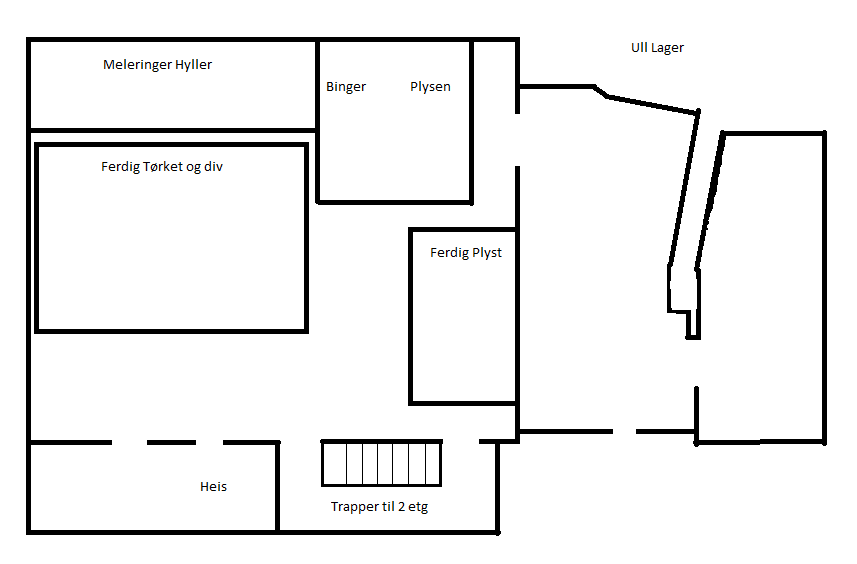 Ull Lager
Meleringer Hyller
Binger Plysen
Ferdig Tørket og div
Ferdig Plyst
Heis
Trapper til 2 etg